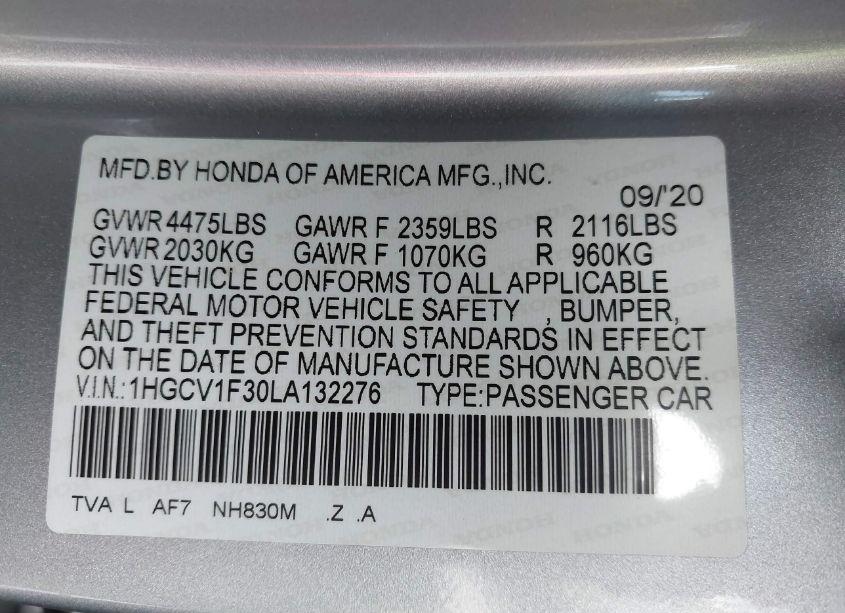 MFD.BY HONDA OF AMERICA MFG.,INC.
09/'20
GVWR 4475LBS GAWR F 2359LBS R 2116LBS
GVWR 2030KG GAWR F 1070KG R 960KG
THIS VEHICLE CONFORMS TO ALL APPLICABLE
FEDERAL MOTOR VEHICLE SAFETY , BUMPER,
AND THEFT PREVENTION STANDARDS IN EFFECT
ON THE DATE OF MANUFACTURE SHOWN ABOVE.
V.I.N.:1HGCV1F30LA132276 TYPE:PASSENGER CAR
TVA L AF7 NH830M .Z .A